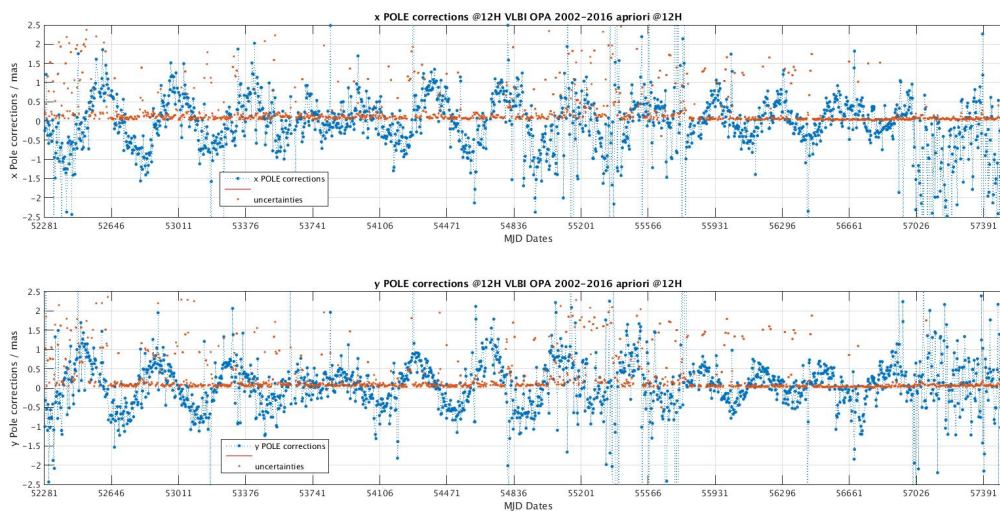 x POLE corrections @12H VLBI OPA 2002-2016 apriori @12H
x Pole corrections / mas
2.5
2
1.5
1
0.5
0
-0.5
-1
-1.5
-2
-2.5
x POLE corrections
uncertainties
52281 52646 53011 53376 53741 54106 54471 54836 55201 55566 55931 56296 56661 57026 57391
MJD Dates
y POLE corrections @12H VLBI OPA 2002-2016 apriori @12H
y Pole corrections / mas
2.5
2
1.5
1
0.5
0
-0.5
-1
-1.5
-2
-2.5
y POLE corrections
uncertainties
52281 52646 53011 53376 53741 54106 54471 54836 55201 55566 55931 56296 56661 57026 57391
MJD Dates